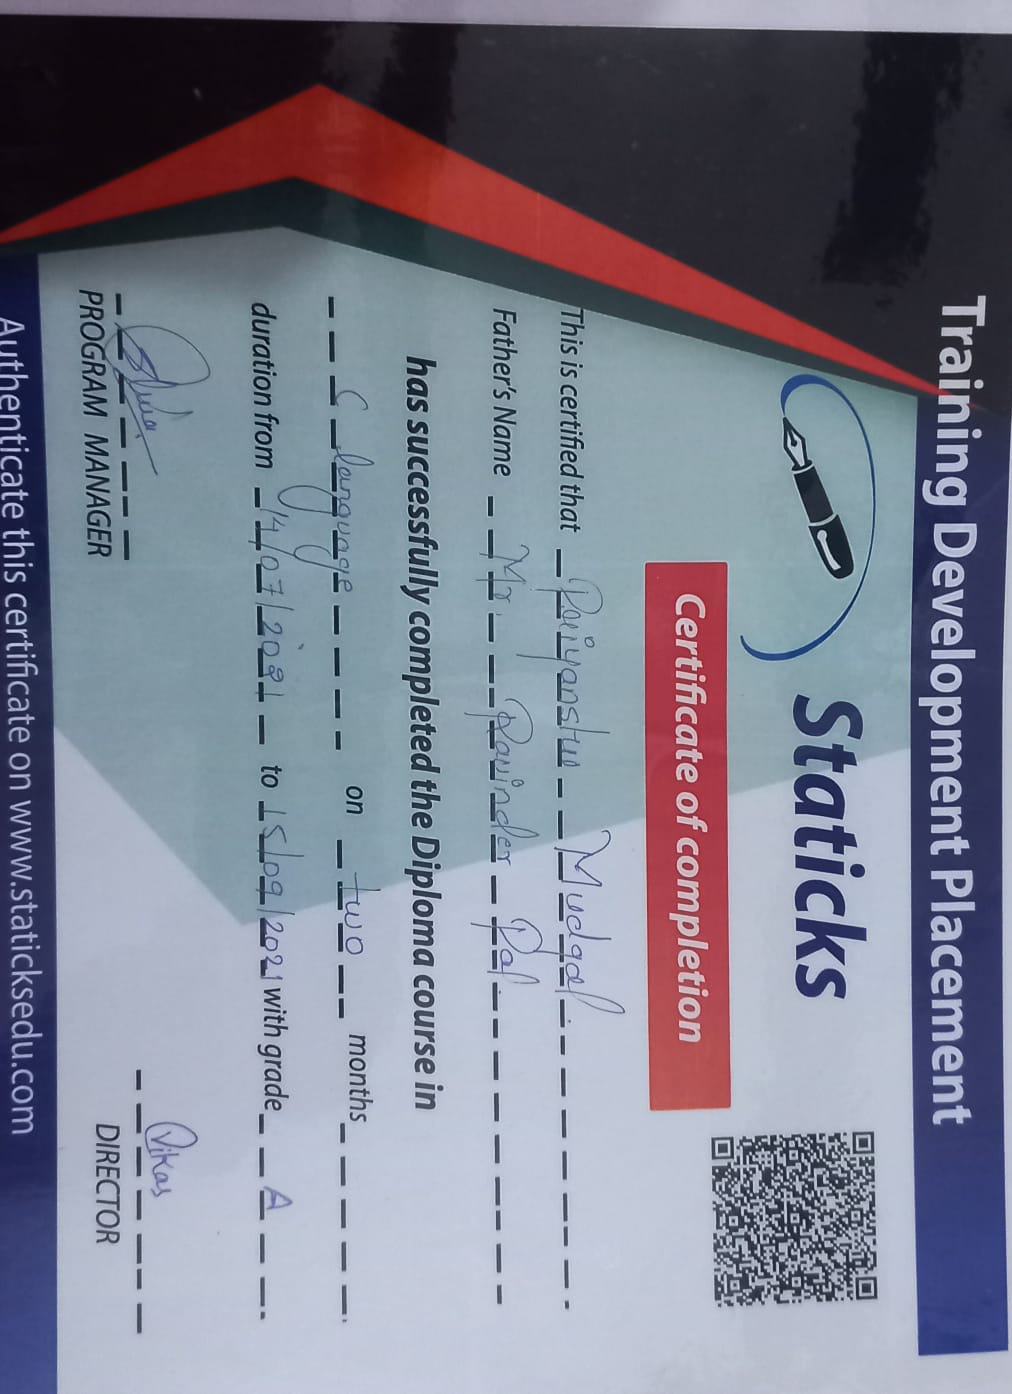 Training Development Placement
Staticks
Certificate of completion
This is certified that Priyanshu Mudgal.
Father's Name Mr. Ravinder Pal.
has successfully completed the Diploma course in
C language on two months
duration from 14/07/2021 to 15/09/2021 with grade A
Vikas
PROGRAM MANAGER DIRECTOR
Authenticate this certificate on www.staticksedu.com